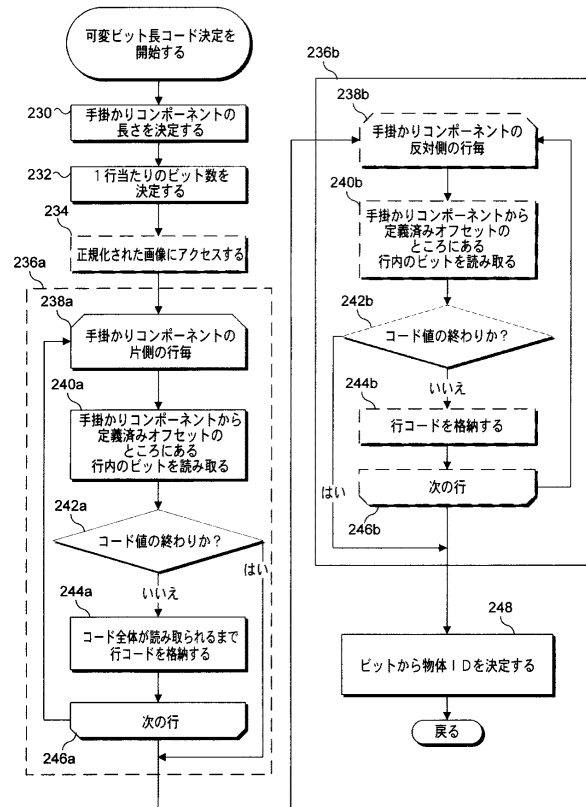 可変ビット長コード決定を
開始する
230
手掛かりコンポーネントの
長さを決定する
232
1行当たりのビット数を
決定する
234
正規化された画像にアクセスする
236a
238a
手掛かりコンポーネントの
片側の行毎
240a
手掛かりコンポーネントから
定義済みオフセットの
ところにある
行内のビットを読み取る
242a
コード値の終わりか?
はい
いいえ
244a
コード全体が読み取られるまで
行コードを格納する
次の行
246a
236b
238b
手掛かりコンポーネントの
反対側の行毎
240b
手掛かりコンポーネントから
定義済みオフセットの
ところにある
行内のビットを読み取る
242b
コード値の終わりか?
いいえ
244b
行コードを格納する
はい
次の行
246b
248
ビットから物体IDを決定する
戻る